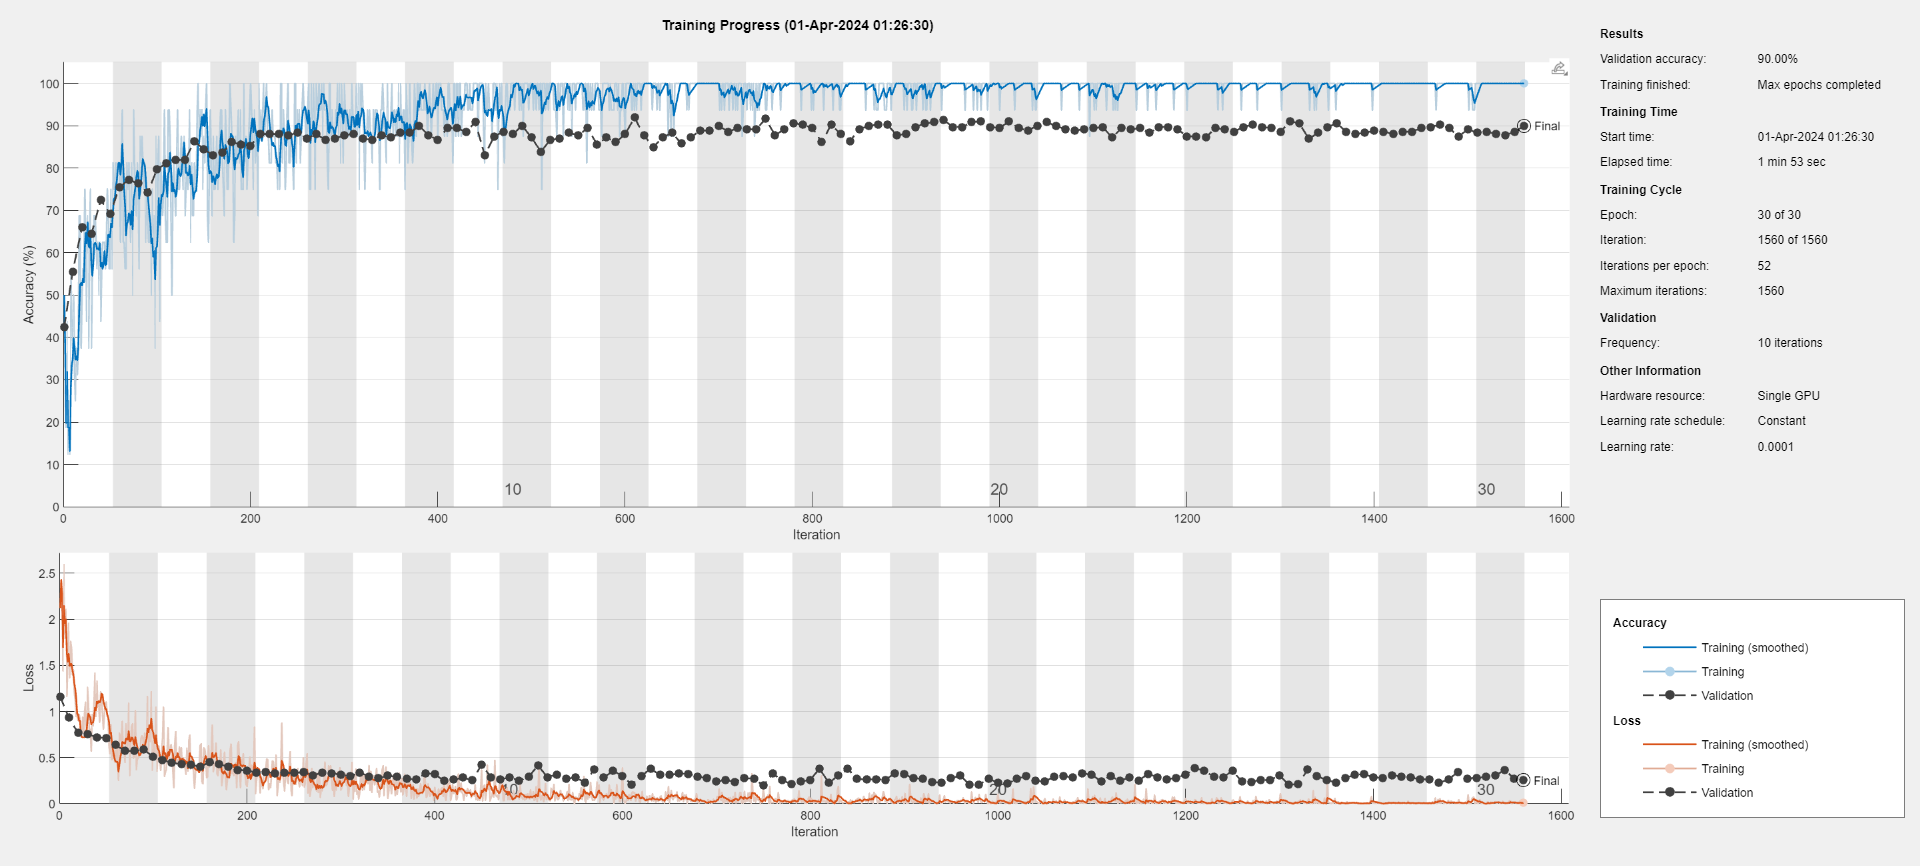 Training Progress (01-Apr-2024 01:26:30)
Accuracy (%)
100
90
80
70
60
50
40
30
20
10
0
10
20
30
Final
0
200
400
600
800
1000
1200
1400
1600
Iteration
Loss
2.5
2
1.5
1
0.5
0
10
20
30
Final
0
200
400
600
800
1000
1200
1400
1600
Iteration
Results
Validation accuracy: 90.00%
Training finished: Max epochs completed
Training Time
Start time: 01-Apr-2024 01:26:30
Elapsed time: 1 min 53 sec
Training Cycle
Epoch: 30 of 30
Iteration: 1560 of 1560
Iterations per epoch: 52
Maximum iterations: 1560
Validation
Frequency: 10 iterations
Other Information
Hardware resource: Single GPU
Learning rate schedule: Constant
Learning rate: 0.0001
Accuracy
Training (smoothed)
Training
Validation
Loss
Training (smoothed)
Training
Validation